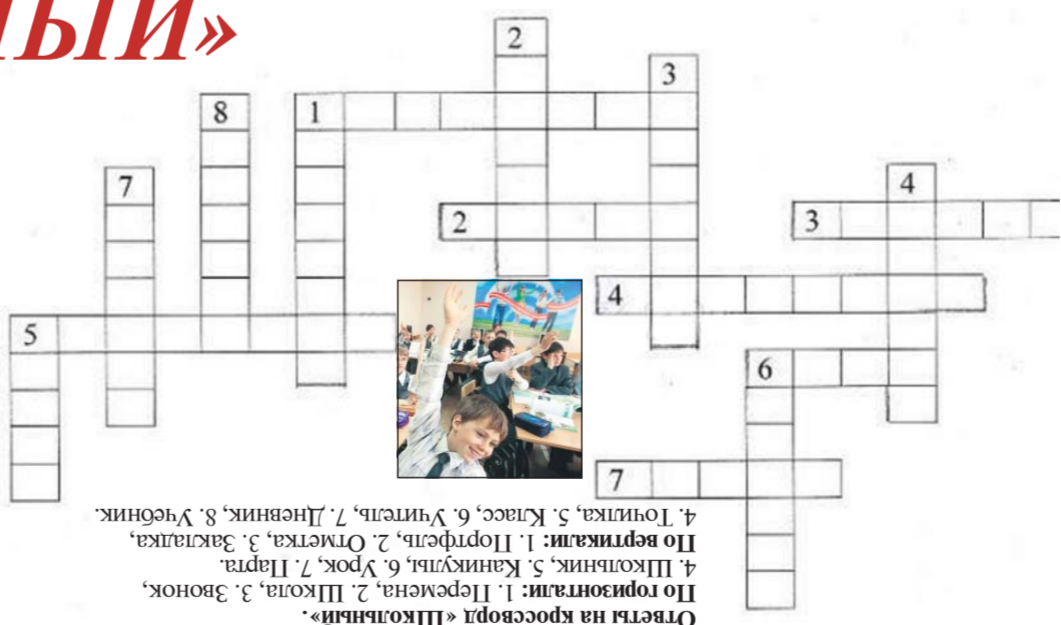 ЫЙ»
2
3
8
1
7
4
2
3
4
5
6
7
Ответы на кроссворд «Школьный».
По горизонтали: 1. Перемена, 2. Школа, 3. Звонок,
4. Школьник, 5. Каникулы, 6. Урок, 7. Парта.
По вертикали: 1. Портфель, 2. Отметка, 3. Закладка,
4. Точилка, 5. Класс, 6. Учитель, 7. Дневник, 8. Учебник.